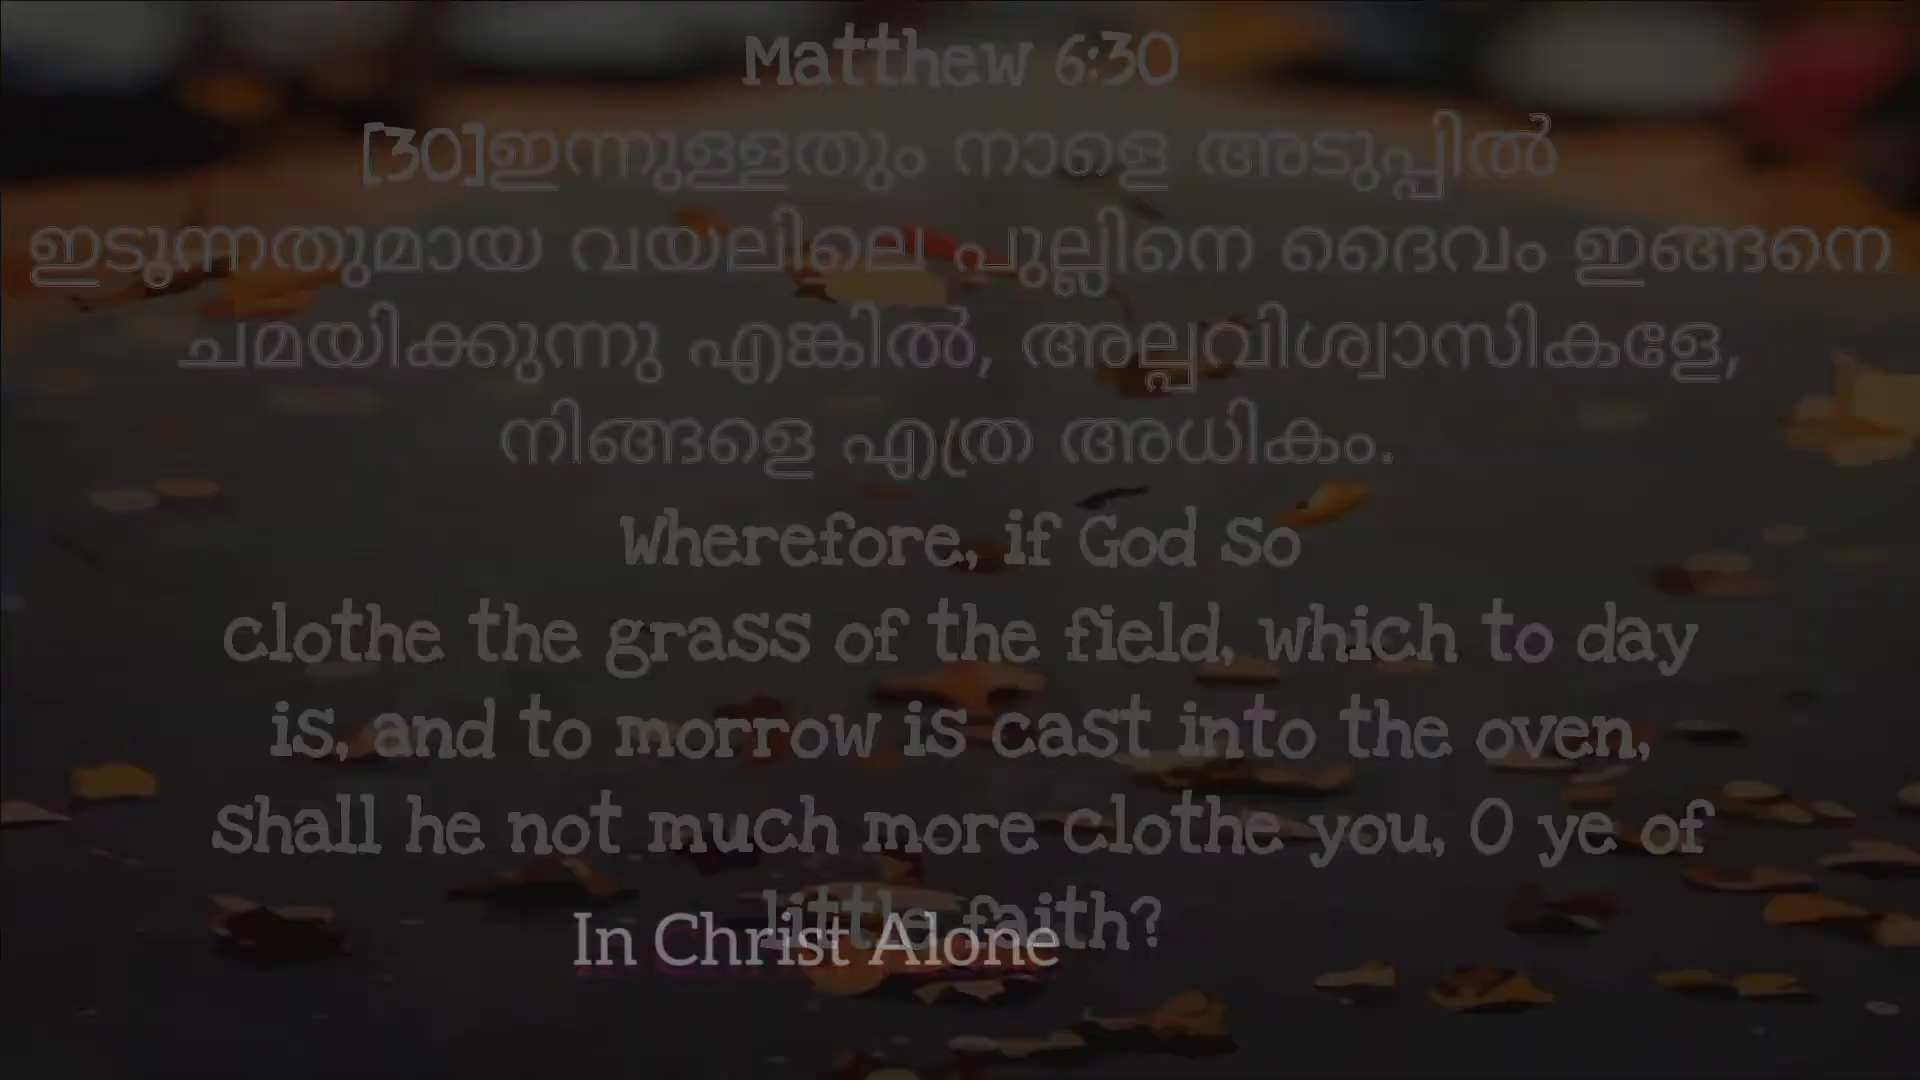 Matthew 6:30
[30]ഇന്നുള്ളതും നാളെ അടുപ്പിൽ
ഇടുന്നതുമായ വയലിലെ പുല്ലിനെ ദൈവം ഇങ്ങനെ
ചമയിക്കുന്നു എങ്കിൽ, അല്പവിശ്വാസികളേ,
നിങ്ങളെ എത്ര അധികം.
Wherefore, if God so
clothe the grass of the field, which to day
is, and to morrow is cast into the oven,
shall he not much more clothe you, O ye of
little faith?
In Christ Alone